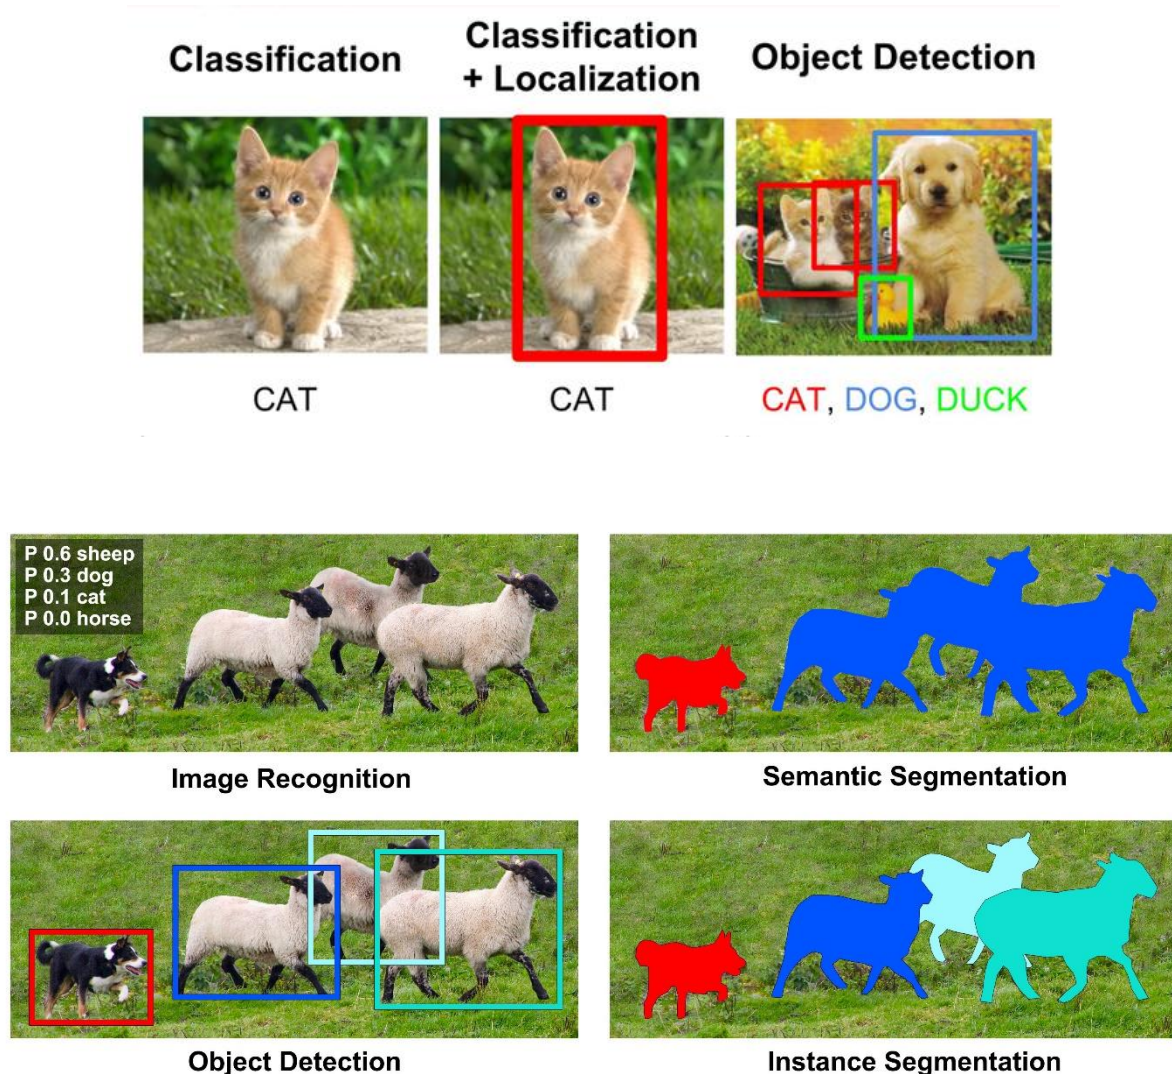 Classification
Classification
+ Localization
Object Detection
CAT
CAT
CAT, DOG, DUCK
P 0.6 sheep
P 0.3 dog
P 0.1 cat
P 0.0 horse
Image Recognition
Semantic Segmentation
Object Detection
Instance Segmentation